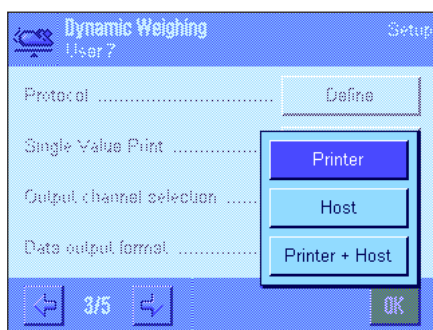 Dynamic Weighing
Setup
User 7
Protocol ............................... Define
Single Value Print ...............
Printer
Output channel selection ......
Host
Data output format ..............
Printer + Host
3/5
OK